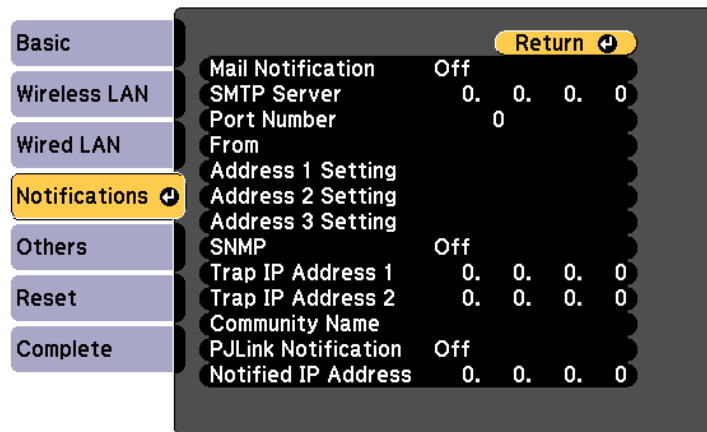 Basic
Wireless LAN
Wired LAN
Notifications
Others
Reset
Complete
Return
Mail Notification Off
SMTP Server 0. 0. 0. 0
Port Number 0
From
Address 1 Setting
Address 2 Setting
Address 3 Setting
SNMP Off
Trap IP Address 1 0. 0. 0. 0
Trap IP Address 2 0. 0. 0. 0
Community Name
PJLink Notification Off
Notified IP Address 0. 0. 0. 0